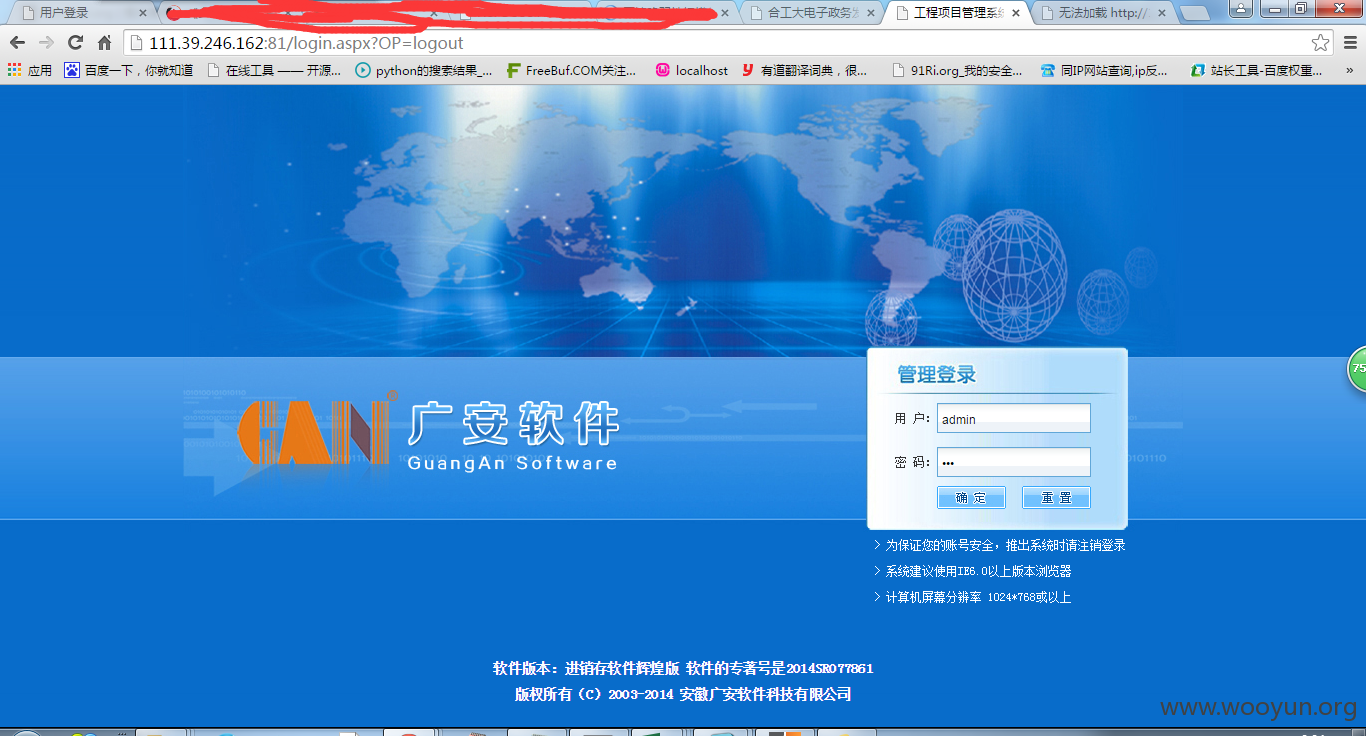 用户登录
合工大电子政务
工程项目管理系统
无法加载 http://
111.39.246.162:81/login.aspx?OP=logout
应用
百度一下，你就知道
在线工具 —— 开源...
python的搜索结果_...
FreeBuf.COM关注...
localhost
有道翻译词典，很...
91Ri.org_我的安全...
同IP网站查询,ip反...
站长工具-百度权重...
»
75
管理登录
用 户: admin
密 码: •••
确 定 重 置
GAN® 广安软件
GuangAn Software
为保证您的账号安全，推出系统时请注销登录
系统建议使用IE6.0以上版本浏览器
计算机屏幕分辨率 1024*768或以上
软件版本：进销存软件辉煌版 软件的专著号是2014SR077861
版权所有（C）2003-2014 安徽广安软件科技有限公司
www.wooyun.org